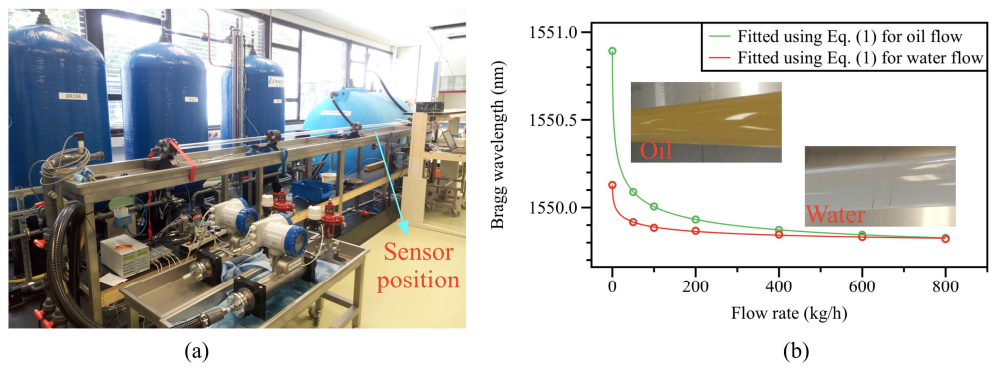 BRINE
Sensor
position
(a)
1551.0
1550.5
1550.0
Bragg wavelength (nm)
Fitted using Eq. (1) for oil flow
Fitted using Eq. (1) for water flow
Oil
Water
0
200
400
600
800
Flow rate (kg/h)
(b)